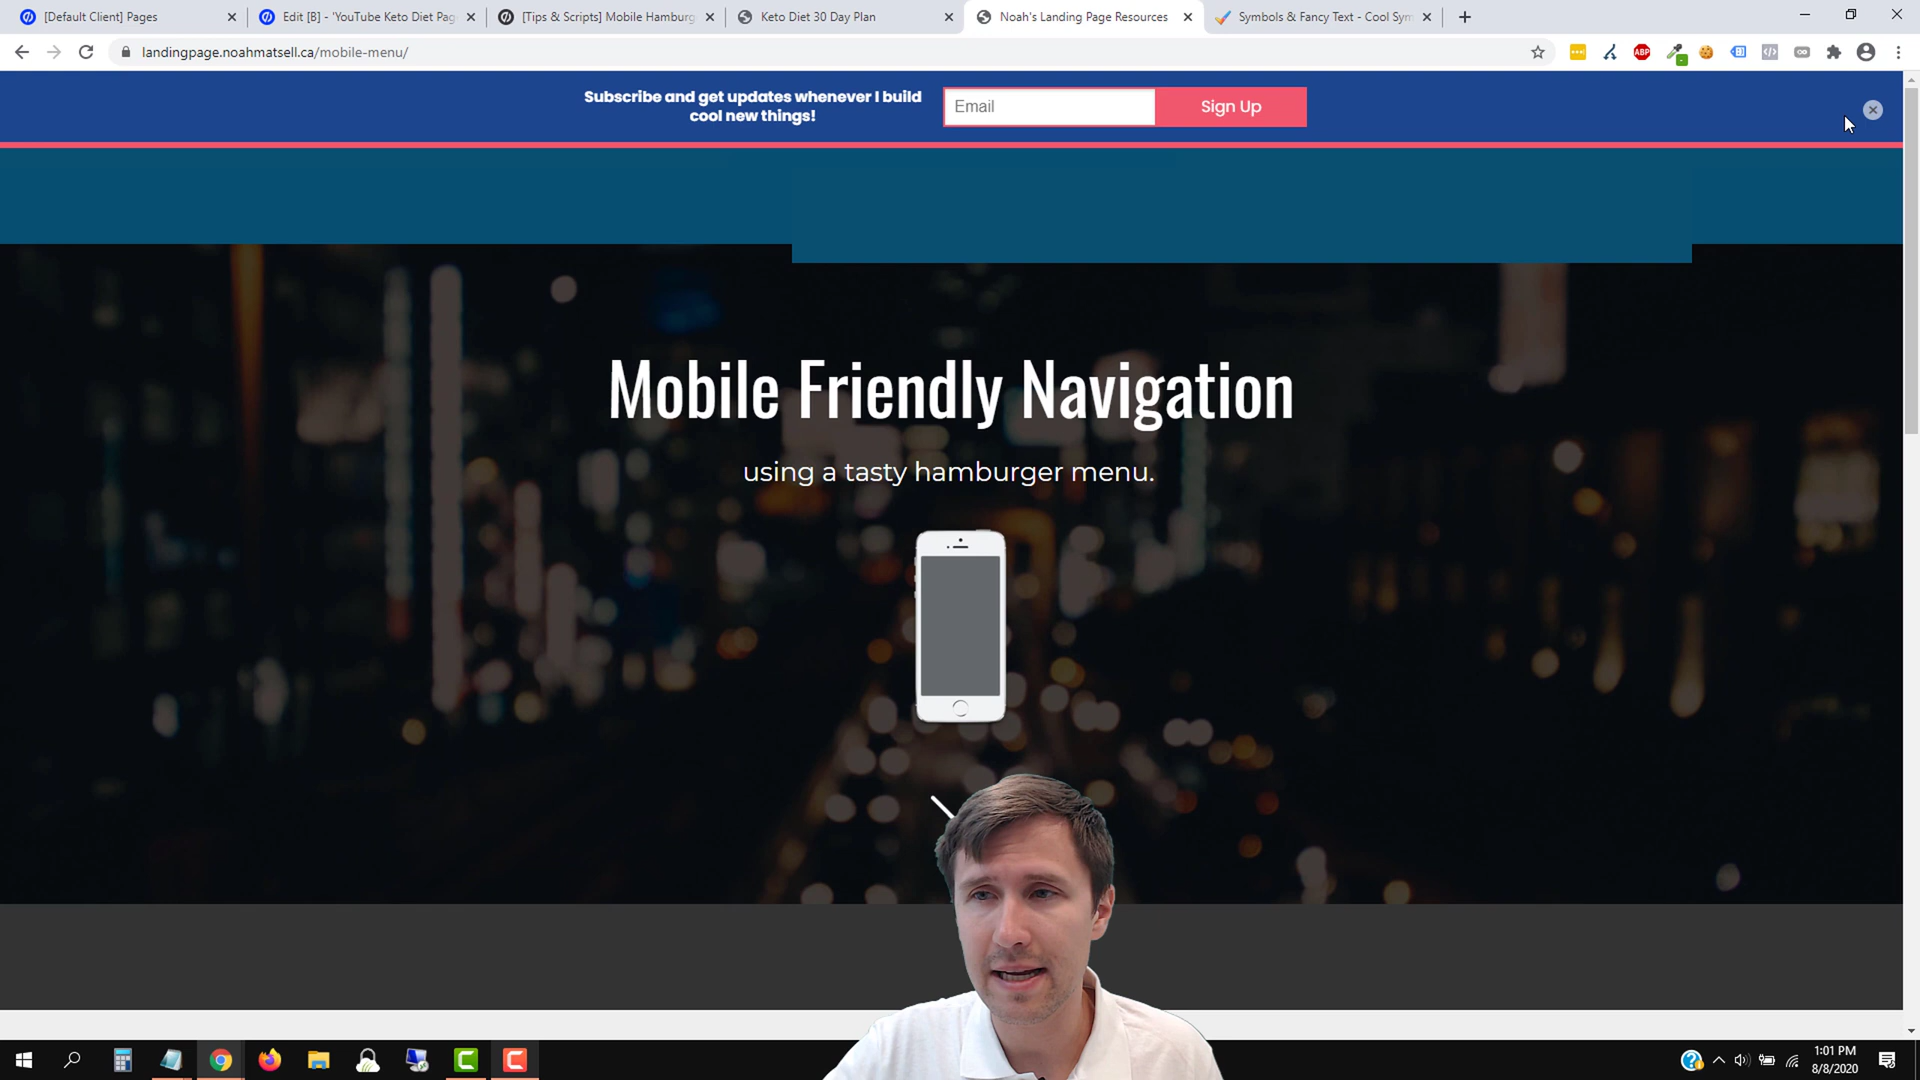 [Default Client] Pages
Edit [B] - 'YouTube Keto Diet Pag
[Tips & Scripts] Mobile Hamburg
Keto Diet 30 Day Plan
Noah's Landing Page Resources
Symbols & Fancy Text - Cool Sym
landingpage.noahmatsell.ca/mobile-menu/
ABP
Subscribe and get updates whenever I build
cool new things!
Email
Sign Up
Mobile Friendly Navigation
using a tasty hamburger menu.
1:01 PM
8/8/2020